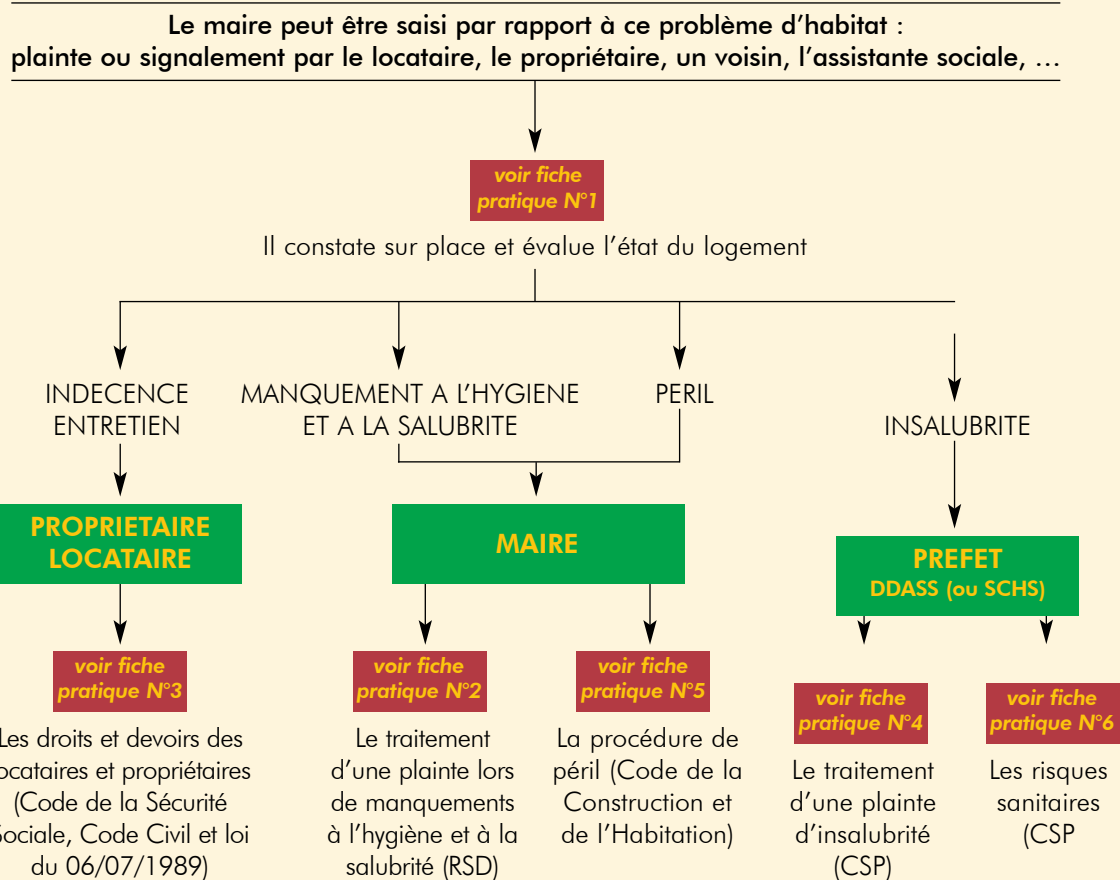 Le maire peut être saisi par rapport à ce problème d'habitat :
plainte ou signalement par le locataire, le propriétaire, un voisin, l'assistante sociale, ...
voir fiche
pratique N°1
Il constate sur place et évalue l'état du logement
INDECENCE
ENTRETIEN
MANQUEMENT A L'HYGIENE
ET A LA SALUBRITE
PERIL
INSALUBRITE
PROPRIETAIRE
LOCATAIRE
MAIRE
PREFET
DDASS (ou SCHS)
voir fiche
pratique N°3
Les droits et devoirs des
locataires et propriétaires
(Code de la Sécurité
Sociale, Code Civil et loi
du 06/07/1989)
voir fiche
pratique N°2
Le traitement
d'une plainte lors
de manquements
à l'hygiène et à la
salubrité (RSD)
voir fiche
pratique N°5
La procédure de
péril (Code de la
Construction et
de l'Habitation)
voir fiche
pratique N°4
Le traitement
d'une plainte
d'insalubrité
(CSP)
voir fiche
pratique N°6
Les risques
sanitaires
(CSP